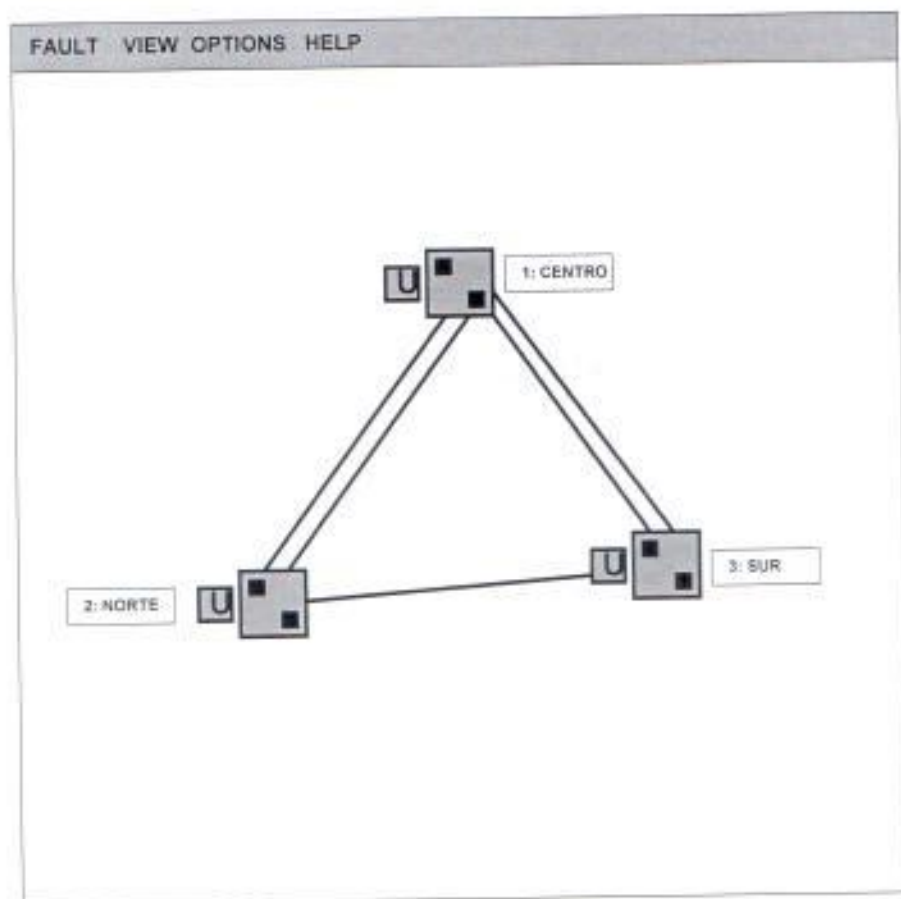 FAULT VIEW OPTIONS HELP
U
1: CENTRO
U
3: SUR
2: NORTE
U